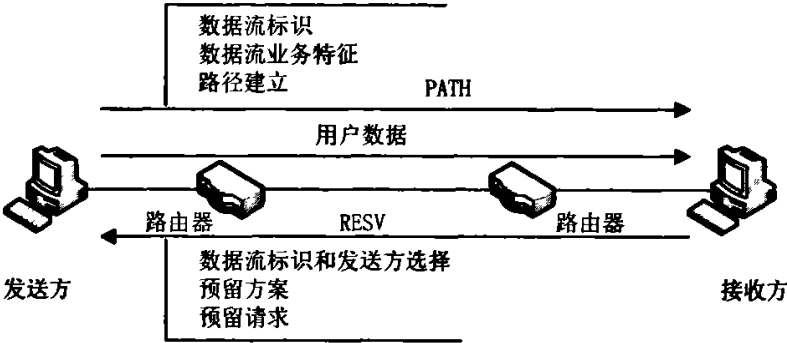 数据流标识
数据流业务特征
路径建立
PATH
用户数据
路由器
RESV
路由器
数据流标识和发送方选择
预留方案
预留请求
发送方
接收方